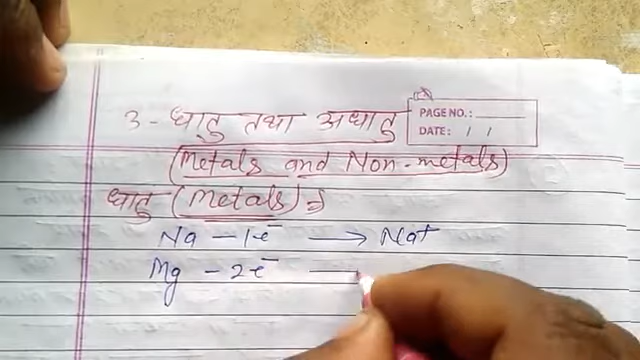 3- धातु तथा अधातु
PAGE NO.:
DATE: / /
(Metals and Non-metals)
धातु (Metals) ⇒
Na - 1e⁻ → Na+
Mg - 2e⁻ —